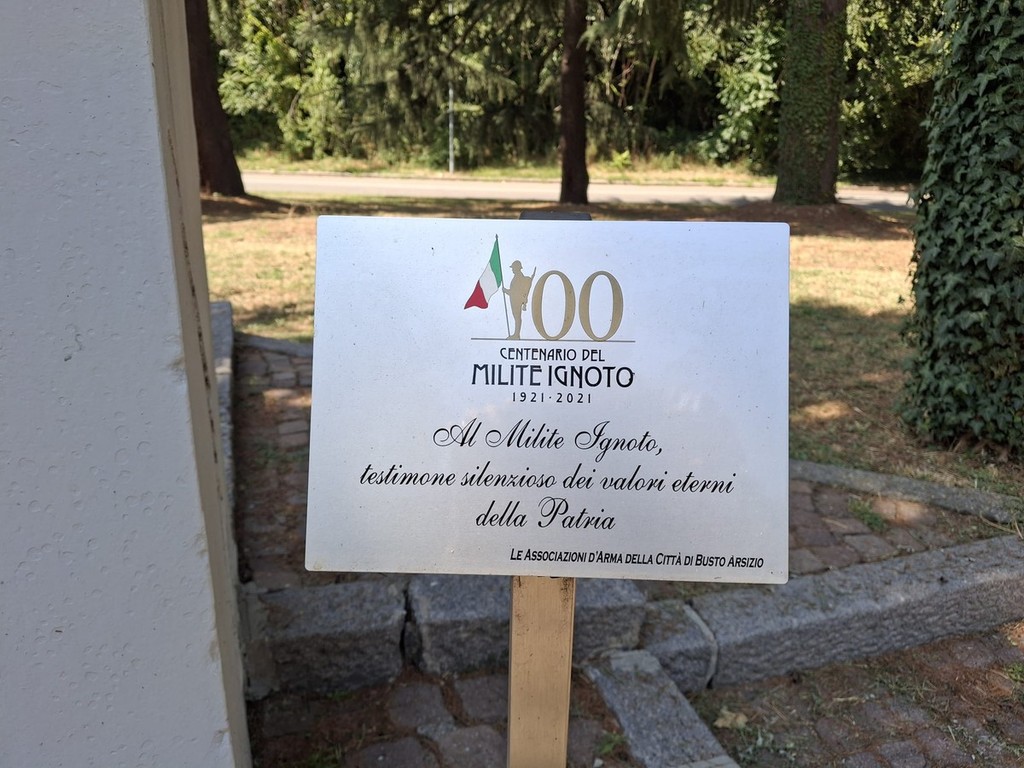 100
CENTENARIO DEL
MILITE IGNOTO
1921-2021
Al Milite Ignoto,
testimone silenzioso dei valori eterni
della Patria
LE ASSOCIAZIONI D'ARMA DELLA CITTÀ DI BUSTO ARSIZIO